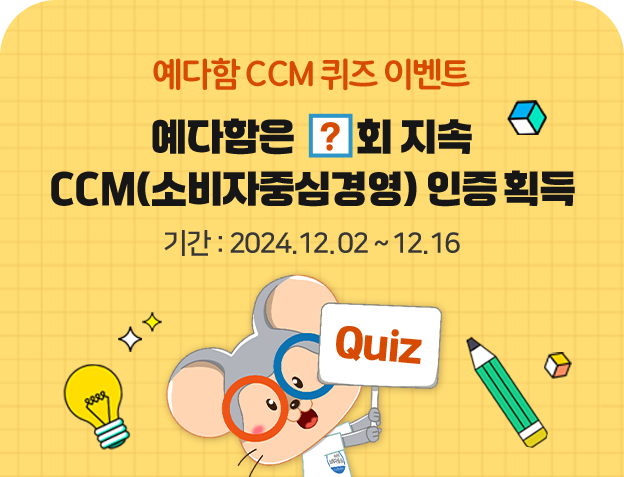 예다함 CCM 퀴즈 이벤트
예다함은 ?회 지속
CCM(소비자중심경영) 인증 획득
기간 : 2024.12.02 ~ 12.16
Quiz